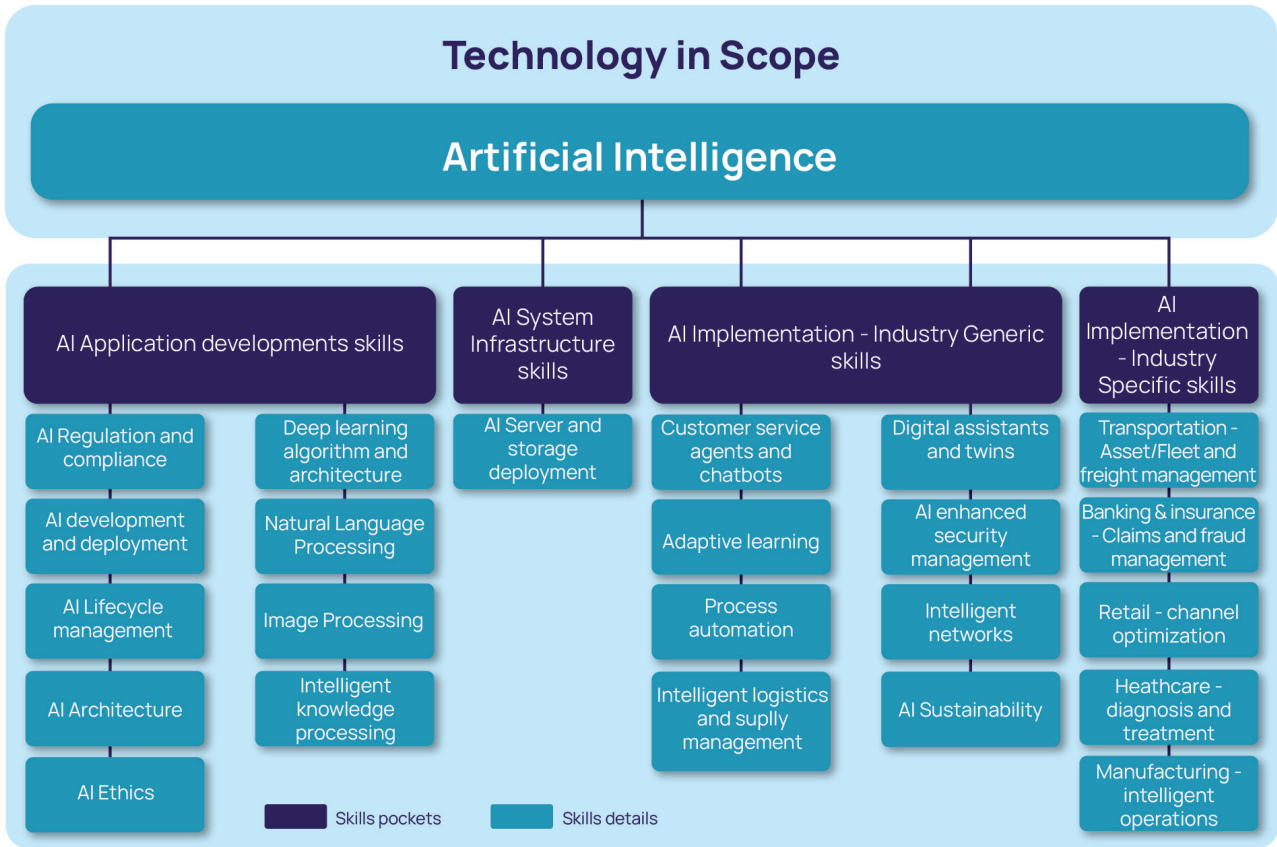 Technology in Scope
Artificial Intelligence
AI Application developments skills
AI Regulation and
compliance
AI development
and deployment
AI Lifecycle
management
AI Architecture
AI Ethics
Deep learning
algorithm and
architecture
Natural Language
Processing
Image Processing
Intelligent
knowledge
processing
AI System
Infrastructure
skills
AI Server and
storage
deployment
AI Implementation - Industry Generic
skills
Customer service
agents and
chatbots
Adaptive learning
Process
automation
Intelligent logistics
and suplly
management
Digital assistants
and twins
AI enhanced
security
management
Intelligent
networks
AI Sustainability
AI
Implementation
- Industry
Specific skills
Transportation -
Asset/Fleet and
freight management
Banking & insurance
- Claims and fraud
management
Retail - channel
optimization
Heathcare -
diagnosis and
treatment
Manufacturing -
intelligent
operations
Skills pockets
Skills details